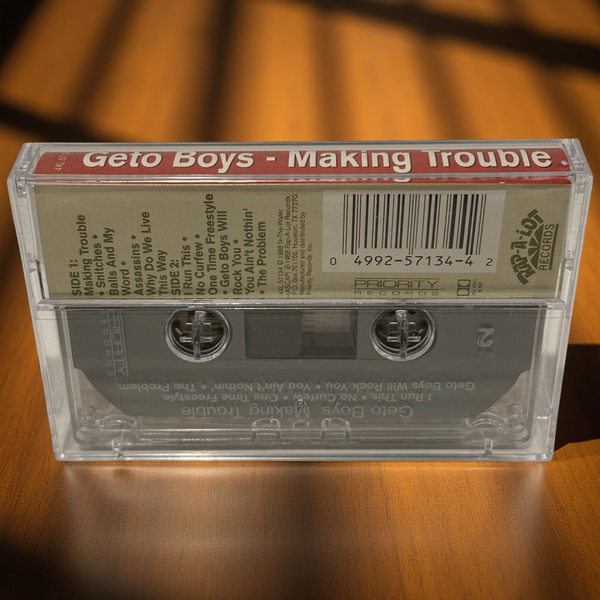 Geto Boys - Making Trouble
SIDE 1:
Making Trouble
• Snitches •
Balls And My
Word •
Assassins •
Why Do We Live
This Way
SIDE 2:
I Run This •
No Curfew •
One Time Freestyle
• Geto Boys Will
Rock You •
You Ain't Nothin'
• The Problem
0 4992-57134-4 2
PRIORITY
RECORDS
RAP-A-LOT
RECORDS
PRIORITY
RECORDS
2
Geto Boys Will Rock You • You Ain't Nothin' • The Problem
I Run This • No Curfew • One Time Freestyle
Geto Boys Making Trouble